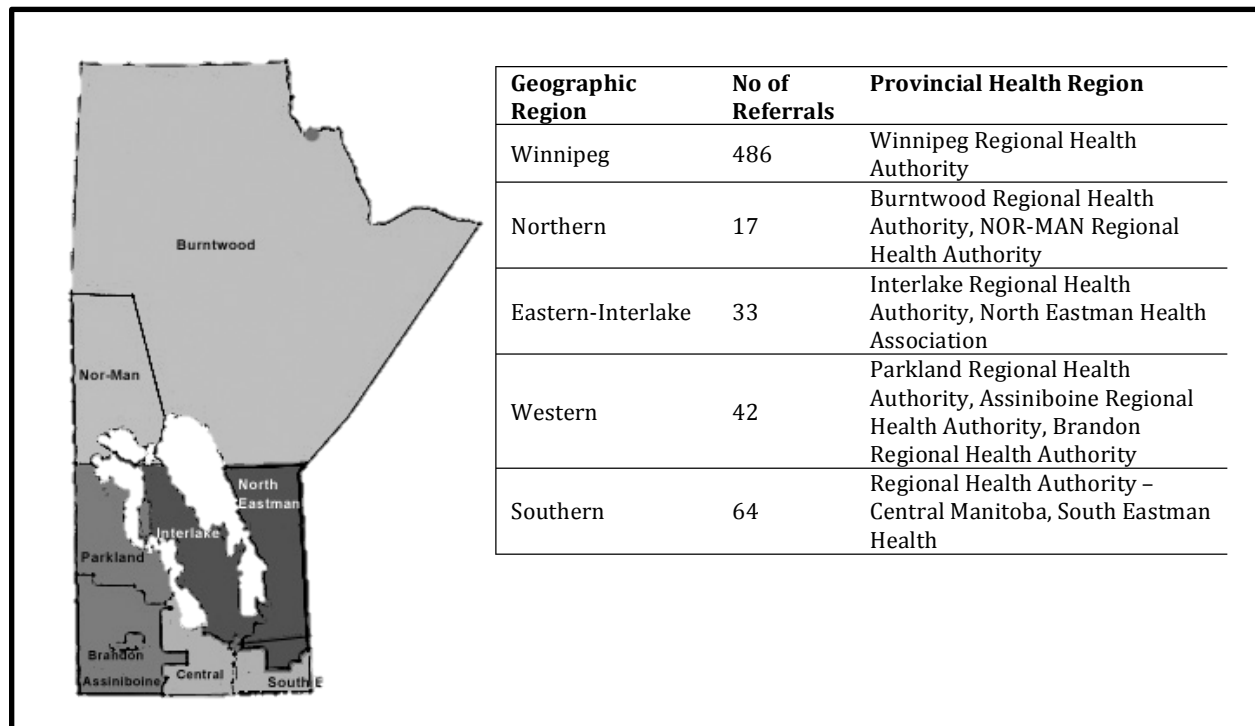 Burntwood
Nor-Man
North
Eastman
Interlake
Parkland
Brandon
Assiniboine
Central
South E
Geographic Region
No of Referrals
Provincial Health Region
Winnipeg
486
Winnipeg Regional Health
Authority
Northern
17
Burntwood Regional Health
Authority, NOR-MAN Regional
Health Authority
Eastern-Interlake
33
Interlake Regional Health
Authority, North Eastman Health
Association
Western
42
Parkland Regional Health
Authority, Assiniboine Regional
Health Authority, Brandon
Regional Health Authority
Southern
64
Regional Health Authority –
Central Manitoba, South Eastman
Health